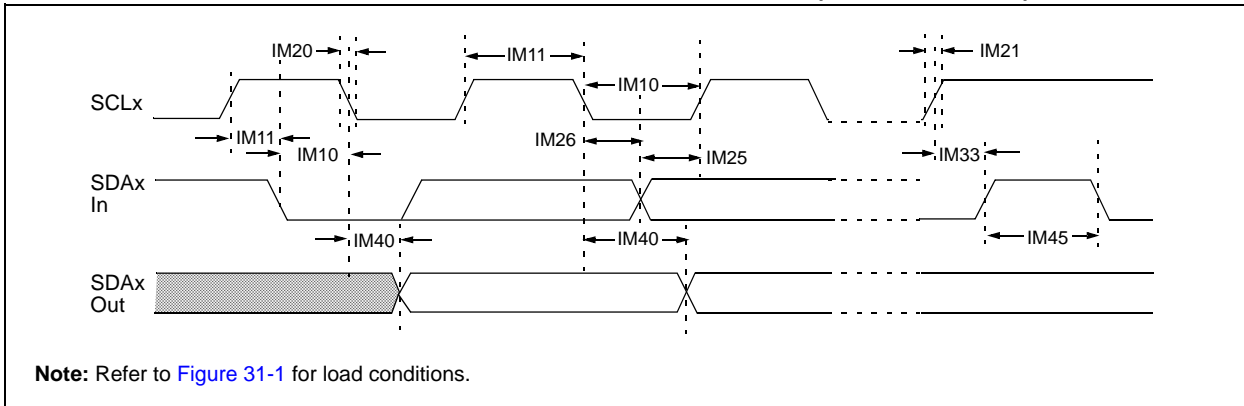 IM20
IM11
IM21
IM10
SCLx
IM11
IM26
IM10
IM25
IM33
SDAx
In
IM40
IM40
IM45
SDAx
Out
Note: Refer to Figure 31-1 for load conditions.